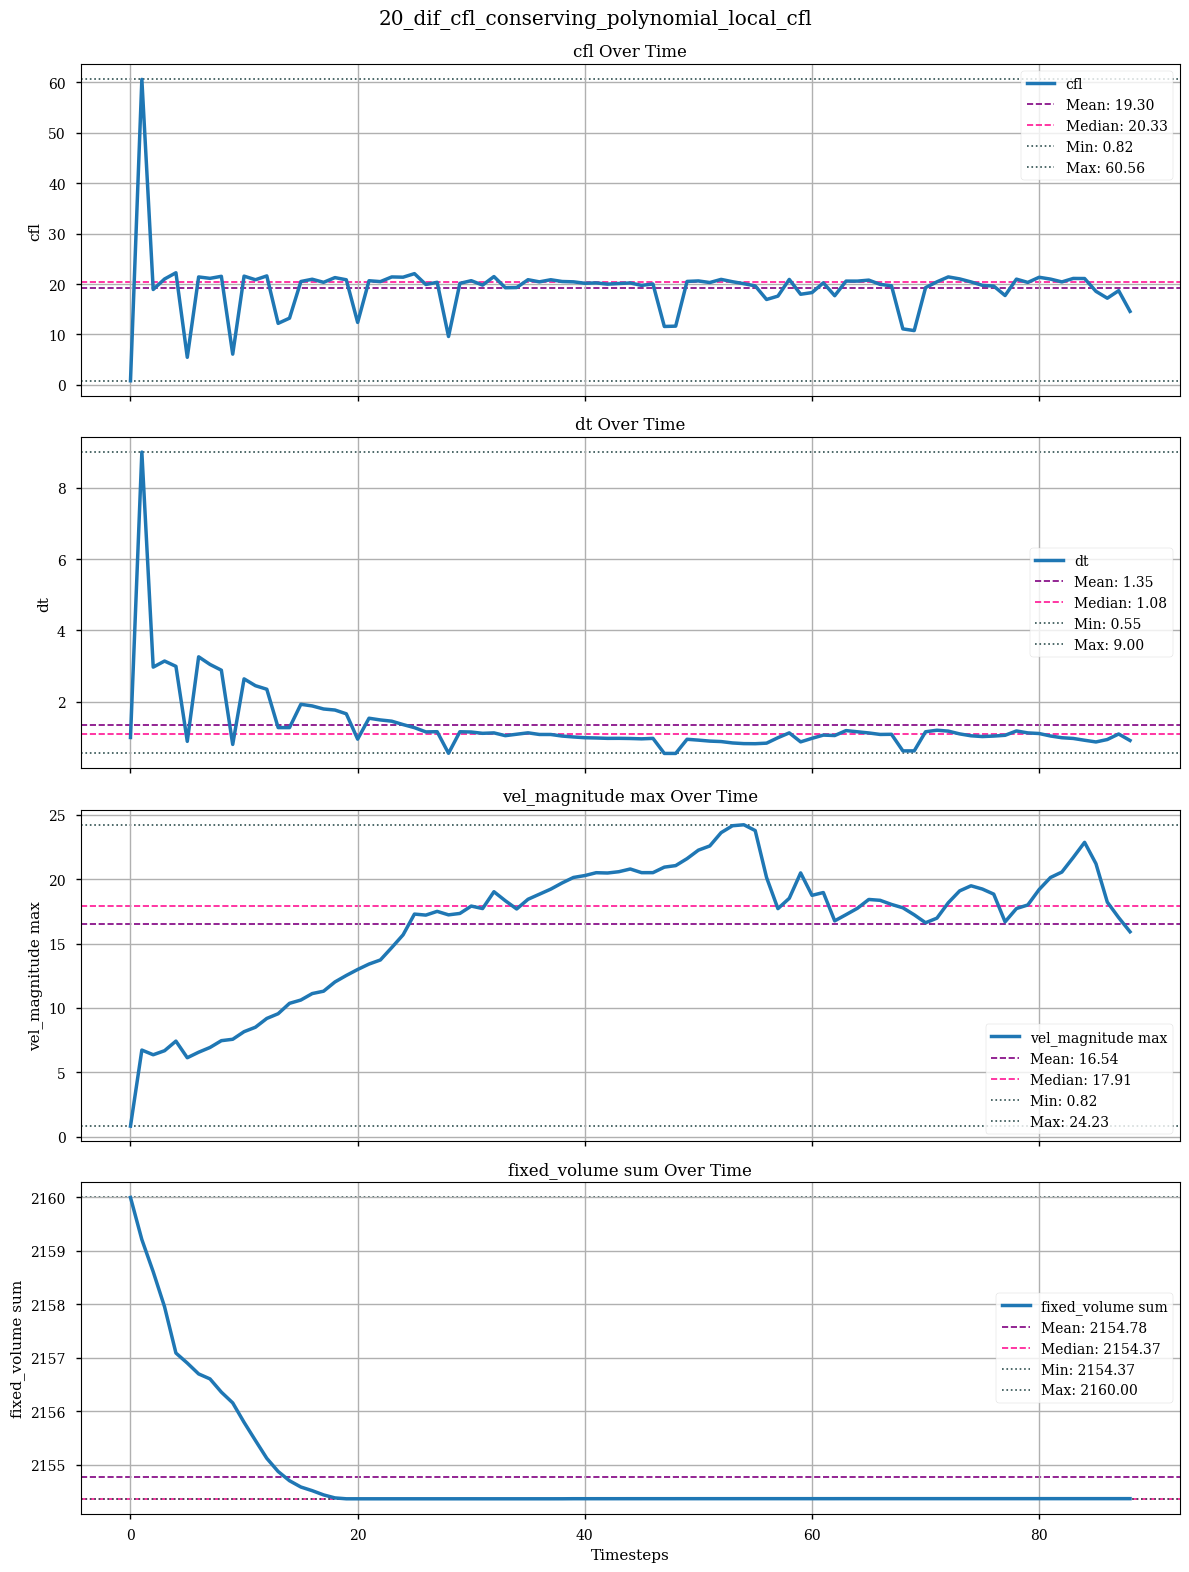 20_dif_cfl_conserving_polynomial_local_cfl
cfl Over Time
cfl
60
50
40
30
20
10
0
cfl
Mean: 19.30
Median: 20.33
Min: 0.82
Max: 60.56
dt Over Time
dt
8
6
4
2
dt
Mean: 1.35
Median: 1.08
Min: 0.55
Max: 9.00
vel_magnitude max Over Time
vel_magnitude max
25
20
15
10
5
0
vel_magnitude max
Mean: 16.54
Median: 17.91
Min: 0.82
Max: 24.23
fixed_volume sum Over Time
fixed_volume sum
2160
2159
2158
2157
2156
2155
fixed_volume sum
Mean: 2154.78
Median: 2154.37
Min: 2154.37
Max: 2160.00
0 20 40 60 80
Timesteps